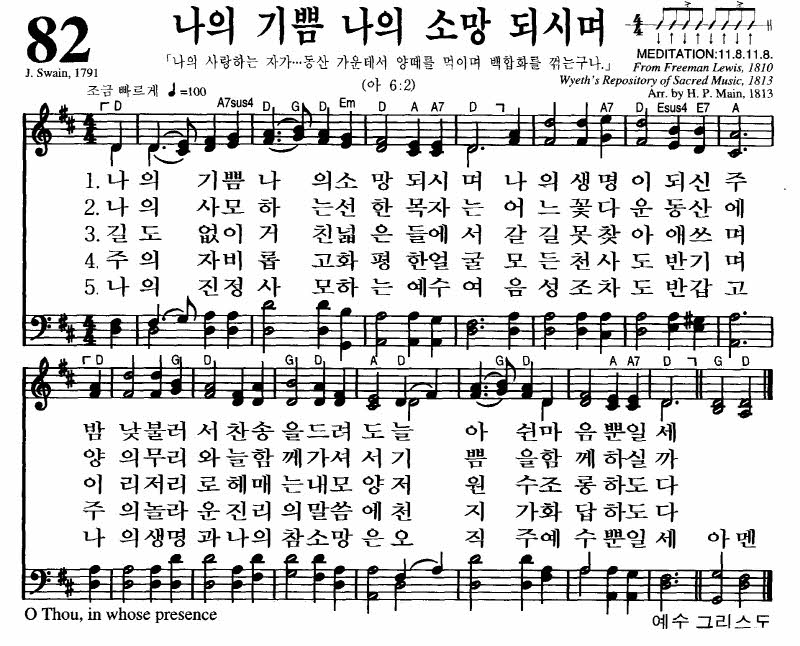 82
나의 기쁨 나의 소망 되시며
J. Swain, 1791
「나의 사랑하는 자가…동산 가운데서 양떼를 먹이며 백합화를 꺾는구나.」
(아 6:2)
MEDITATION:11.8.11.8.
From Freeman Lewis, 1810
Wyeth's Repository of Sacred Music, 1813
Arr. by H. P. Main, 1813
조금 빠르게 ♩=100
D A7sus4 D G Em D A A7 D A7 D Esus4 E7 A
4 4
1. 나 의 기 쁨 나 의 소 망 되 시 며 나 의 생 명 이 되 신 주
2. 나 의 사 모 하 는 선 한 목 자 는 어 느 꽃 다 운 동 산 에
3. 길 도 없 이 거 친 넓 은 들 에 서 갈 길 못 찾 아 애 쓰 며
4. 주 의 자 비 롭 고 화 평 한 얼 굴 모 든 천 사 도 반 기 며
5. 나 의 진 정 사 모 하 는 예 수 여 음 성 조 차 도 반 갑 고
4 4
D G D G D A D G D A A7 D G D
밤 낮 불 러 서 찬 송 을 드 려 도 늘 아 쉰 마 음 뿐 일 세
양 의 무 리 와 늘 함 께 가 셔 서 기 쁨 을 함 께 하 실 까
이 리 저 리 로 헤 매 는 내 모 양 저 원 수 조 롱 하 도 다
주 의 놀 라 운 진 리 의 말 씀 에 천 지 가 화 답 하 도 다
나 의 생 명 과 나 의 참 소 망 은 오 직 주 예 수 뿐 일 세 아 멘
O Thou, in whose presence
예수 그리스도